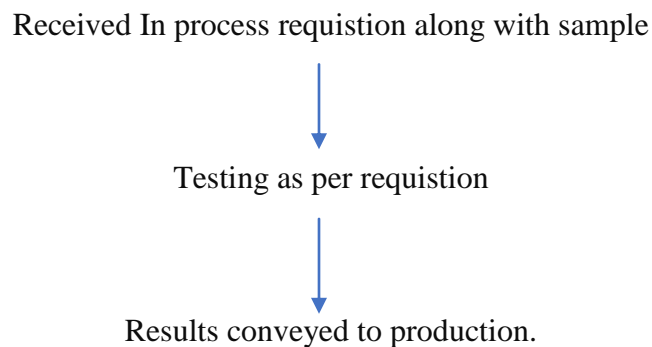 Received In process requistion along with sample
Testing as per requistion
Results conveyed to production.